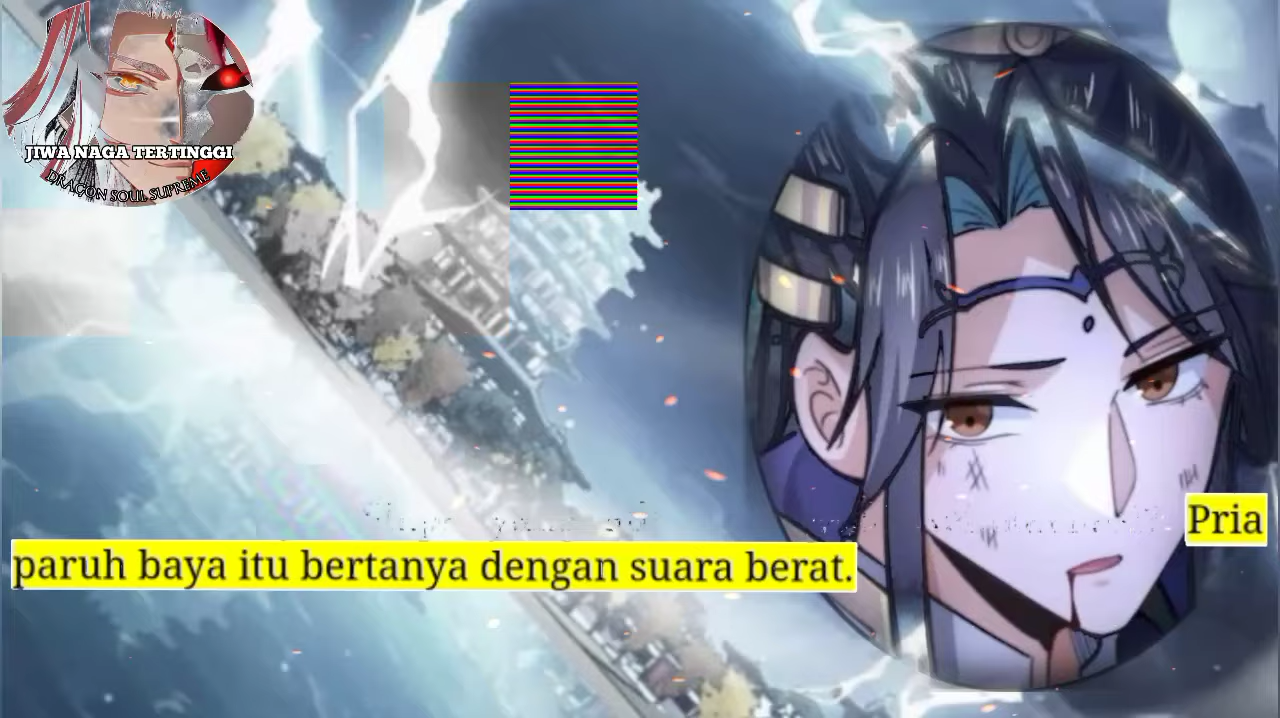 JIWA NAGA TERTINGGI
DRAGON SOUL SUPREME
Pria
paruh baya itu bertanya dengan suara berat.